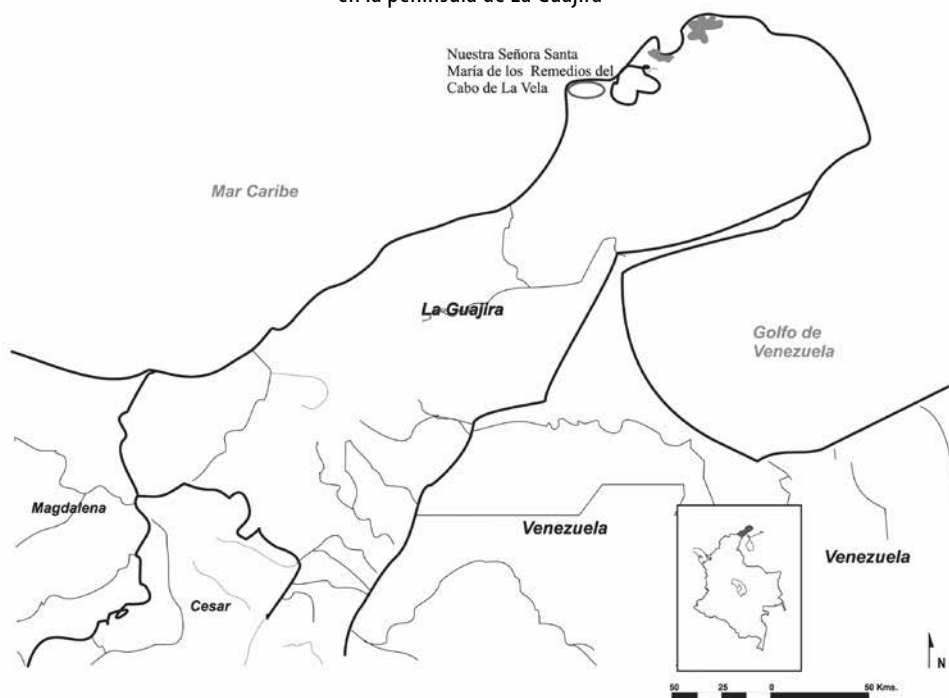 en la península de La Guajira
Nuestra Señora Santa
María de los Remedios del
Cabo de La Vela
Mar Caribe
La Guajira
Golfo de
Venezuela
Magdalena
Venezuela
Venezuela
Cesar
N
50 25 0 50 Kms.